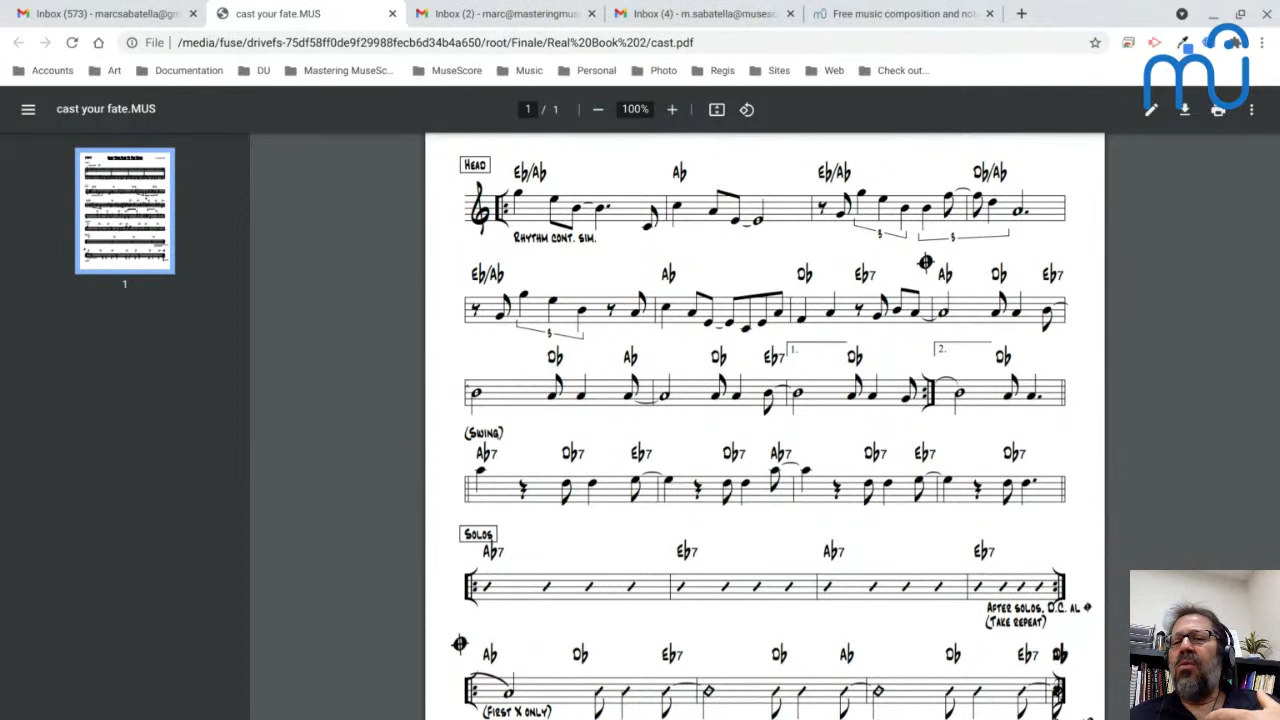 Inbox (573) - marcsabatella@gm
cast your fate.MUS
Inbox (2) - marc@masteringmus
Inbox (4) - m.sabatella@musesc
Free music composition and not
File /media/fuse/drivefs-75df58ff0de9f29988fecb6d34b4a650/root/Finale/Real%20Book%202/cast.pdf
Accounts Art Documentation DU Mastering MuseSc... MuseScore Music Personal Photo Regis Sites Web Check out...
cast your fate.MUS
1 / 1 100%
1
HEAD
Eb/Ab Ab Eb/Ab Db/Ab
RHYTHM CONT. SIM.
3 3
Eb/Ab Ab Db Eb7 Ab Db Eb7
3
Db Ab Db Eb7 1. Db 2. Db
(SWING)
Ab7 Db7 Eb7 Db7 Ab7 Db7 Eb7 Db7
SOLOS
Ab7 Eb7 Ab7 Eb7
AFTER SOLOS, D.C. AL
(TAKE REPEAT)
Ab Db Eb7 Db Ab Db Eb7 Db
(FIRST X ONLY)